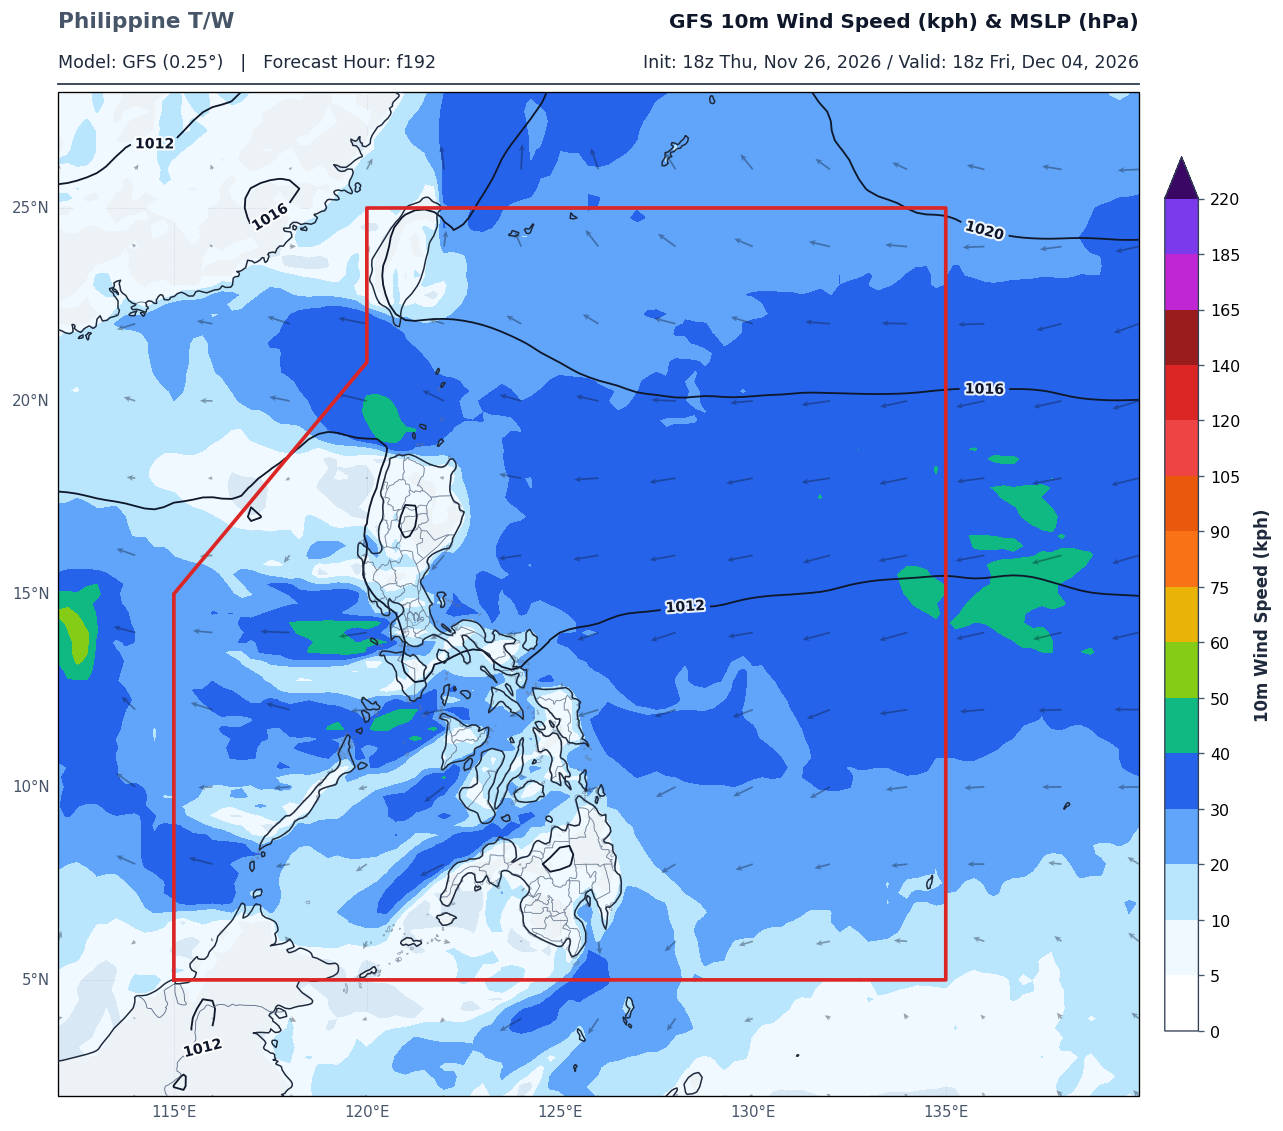 Philippine T/W
GFS 10m Wind Speed (kph) & MSLP (hPa)
Model: GFS (0.25°)   |   Forecast Hour: f192
Init: 18z Thu, Nov 26, 2026 / Valid: 18z Fri, Dec 04, 2026
1012
1016
1020
1016
1012
1012
25°N
20°N
15°N
10°N
5°N
115°E
120°E
125°E
130°E
135°E
220
185
165
140
120
105
90
75
60
50
40
30
20
10
5
0
10m Wind Speed (kph)